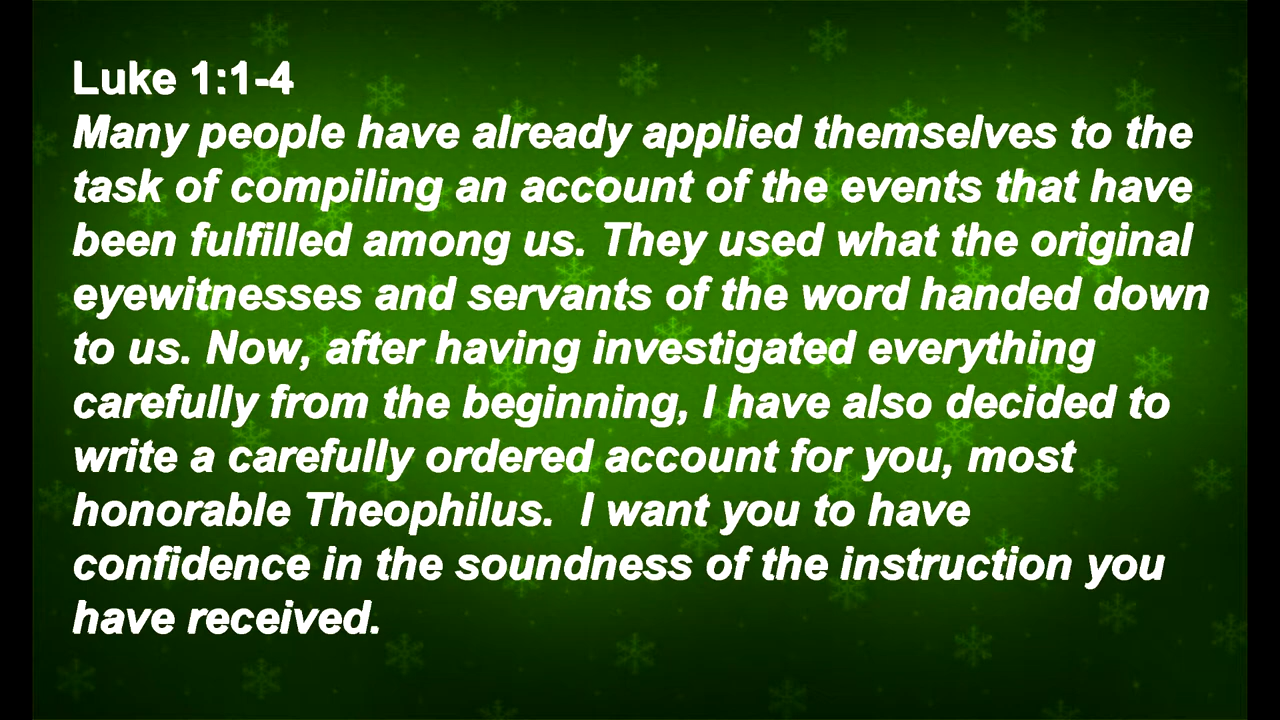 Luke 1:1-4
Many people have already applied themselves to the
task of compiling an account of the events that have
been fulfilled among us. They used what the original
eyewitnesses and servants of the word handed down
to us. Now, after having investigated everything
carefully from the beginning, I have also decided to
write a carefully ordered account for you, most
honorable Theophilus.  I want you to have
confidence in the soundness of the instruction you
have received.